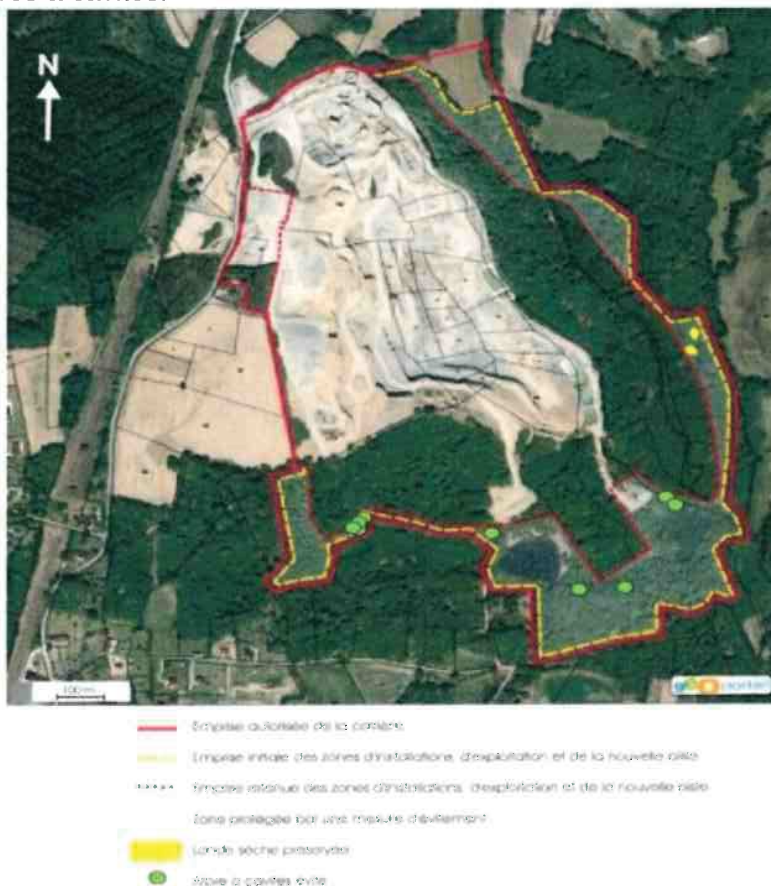 N
100 m
Emprise autorisée de la carrière
Emprise initiale des zones d'installations, d'exploitation et de la nouvelle piste
Emprise retenue des zones d'installations, d'exploitation et de la nouvelle piste
Zone protégée par une mesure d'évitement
Lande sèche préservée
Arbre à cavités évité